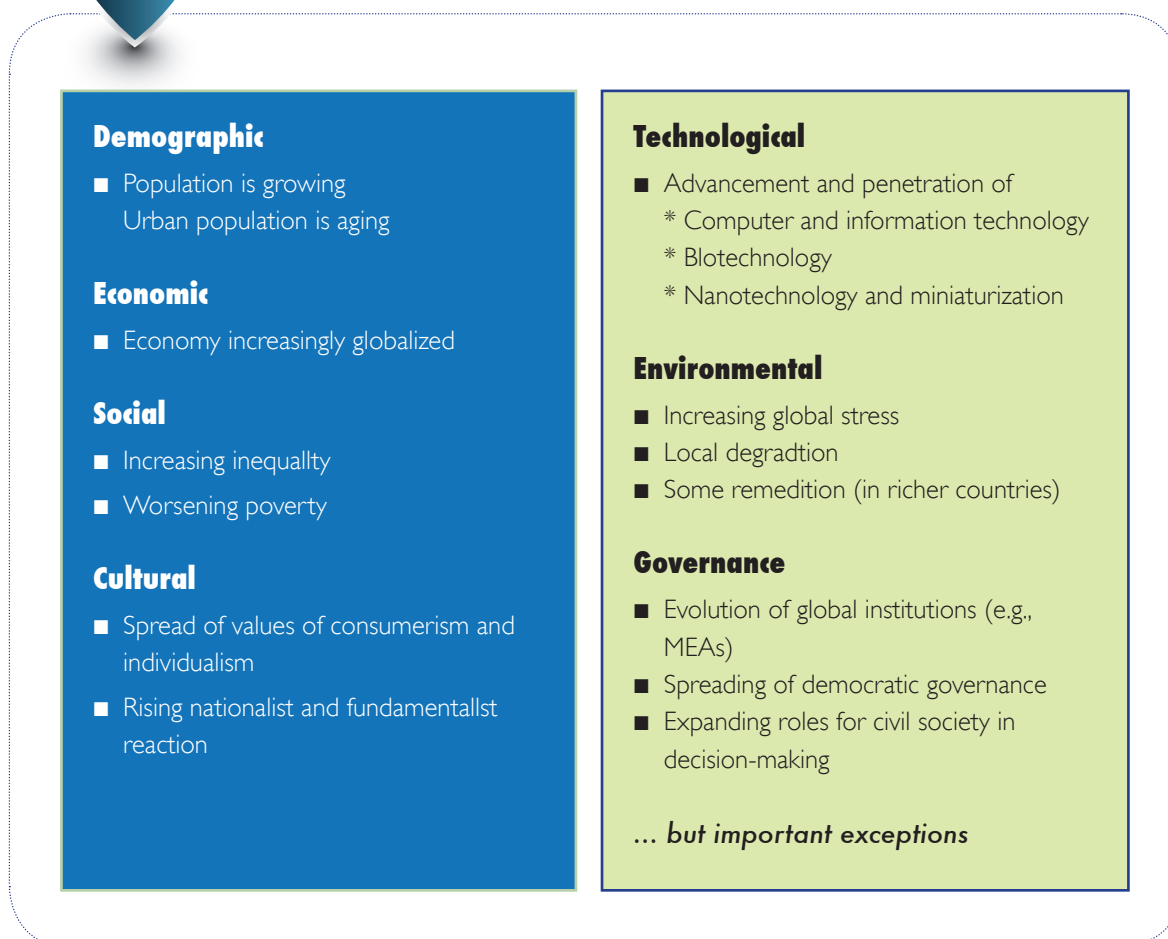 Demographic
■ Population is growing
Urban population is aging
Economic
■ Economy increasingly globalized
Social
■ Increasing inequallty
■ Worsening poverty
Cultural
■ Spread of values of consumerism and
individualism
■ Rising nationalist and fundamentallst
reaction
Technological
■ Advancement and penetration of
* Computer and information technology
* Blotechnology
* Nanotechnology and miniaturization
Environmental
■ Increasing global stress
■ Local degradtion
■ Some remedition (in richer countries)
Governance
■ Evolution of global institutions (e.g.,
MEAs)
■ Spreading of democratic governance
■ Expanding roles for civil society in
decision-making
... but important exceptions